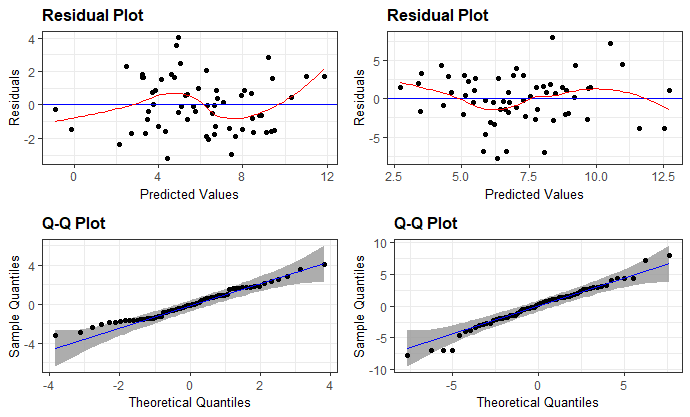 Residual Plot
4
2
0
-2
Residuals
0
4
8
12
Predicted Values
Residual Plot
5
0
-5
Residuals
2.5
5.0
7.5
10.0
12.5
Predicted Values
Q-Q Plot
4
0
-4
Sample Quantiles
-4
-2
0
2
4
Theoretical Quantiles
Q-Q Plot
10
5
0
-5
-10
Sample Quantiles
-5
0
5
Theoretical Quantiles